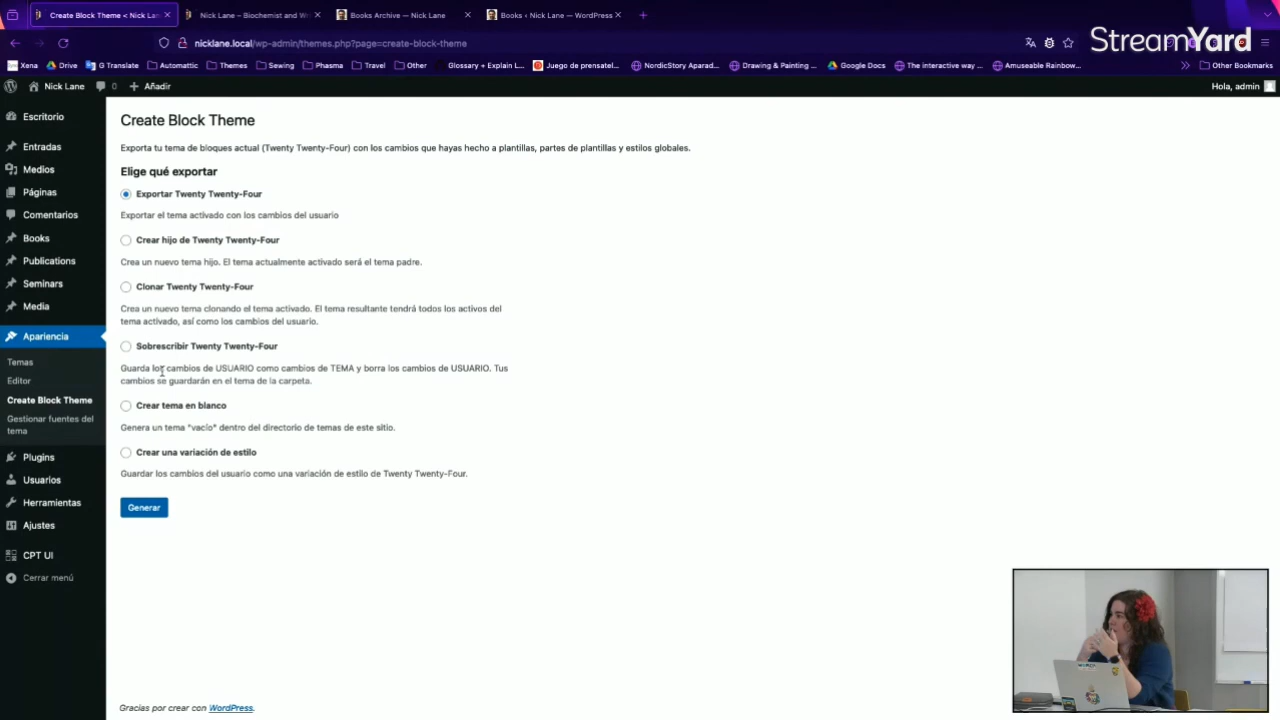 Create Block Theme < Nick Lan
Nick Lane – Biochemist and W
Books Archive — Nick Lane
Books < Nick Lane — WordPress
nicklane.local/wp-admin/themes.php?page=create-block-theme
StreamYard
Xena
Drive
G Translate
Automattic
Themes
Sewing
Phasma
Travel
Other
Glossary + Explain L...
Juego de prensatel...
NordicStory Aparad...
Drawing & Painting ...
Google Docs
The interactive way ...
Amuseable Rainbow...
Other Bookmarks
Nick Lane
0
Añadir
Hola, admin
Escritorio
Entradas
Medios
Páginas
Comentarios
Books
Publications
Seminars
Media
Apariencia
Temas
Editor
Create Block Theme
Gestionar fuentes del
tema
Plugins
Usuarios
Herramientas
Ajustes
CPT UI
Cerrar menú
Create Block Theme
Exporta tu tema de bloques actual (Twenty Twenty-Four) con los cambios que hayas hecho a plantillas, partes de plantillas y estilos globales.
Elige qué exportar
Exportar Twenty Twenty-Four
Exportar el tema activado con los cambios del usuario
Crear hijo de Twenty Twenty-Four
Crea un nuevo tema hijo. El tema actualmente activado será el tema padre.
Clonar Twenty Twenty-Four
Crea un nuevo tema clonando el tema activado. El tema resultante tendrá todos los activos del
tema activado, así como los cambios del usuario.
Sobrescribir Twenty Twenty-Four
Guarda los cambios de USUARIO como cambios de TEMA y borra los cambios de USUARIO. Tus
cambios se guardarán en el tema de la carpeta.
Crear tema en blanco
Genera un tema "vacío" dentro del directorio de temas de este sitio.
Crear una variación de estilo
Guardar los cambios del usuario como una variación de estilo de Twenty Twenty-Four.
Generar
Gracias por crear con WordPress.